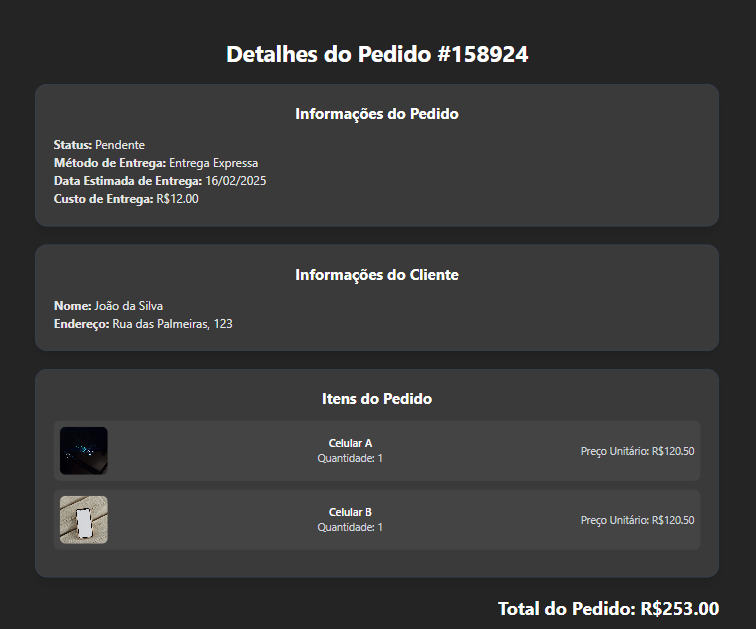 Detalhes do Pedido #158924
Informações do Pedido
Status: Pendente
Método de Entrega: Entrega Expressa
Data Estimada de Entrega: 16/02/2025
Custo de Entrega: R$12.00
Informações do Cliente
Nome: João da Silva
Endereço: Rua das Palmeiras, 123
Itens do Pedido
Celular A
Quantidade: 1
Preço Unitário: R$120.50
Celular B
Quantidade: 1
Preço Unitário: R$120.50
Total do Pedido: R$253.00